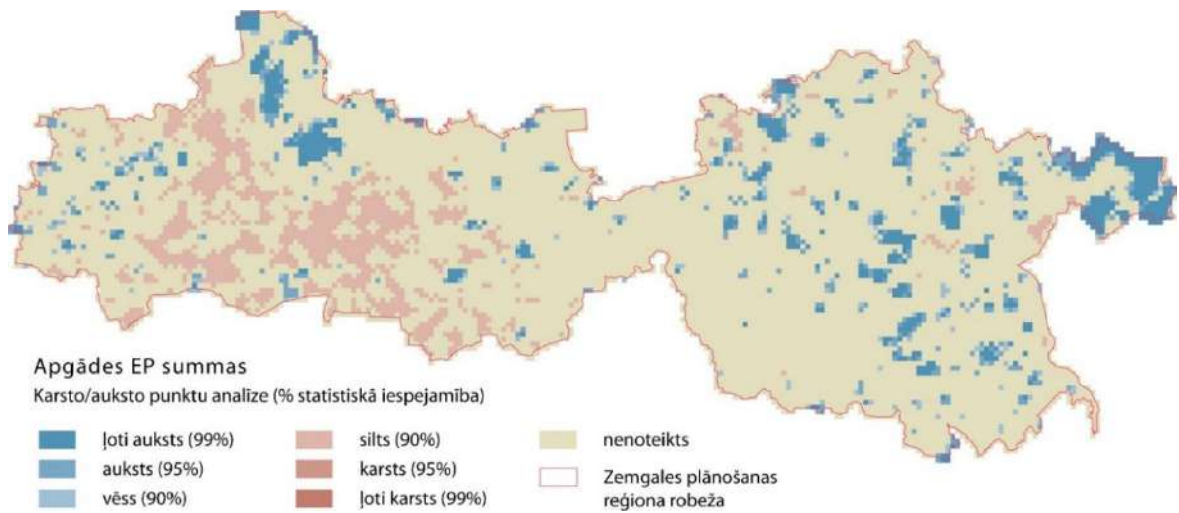 Apgādes EP summas
Karsto/auksto punktu analīze (% statistiskā iespejamība)
ļoti auksts (99%)
auksts (95%)
vēss (90%)
silts (90%)
karsts (95%)
ļoti karsts (99%)
nenoteikts
Zemgales plānošanas
reģiona robeža